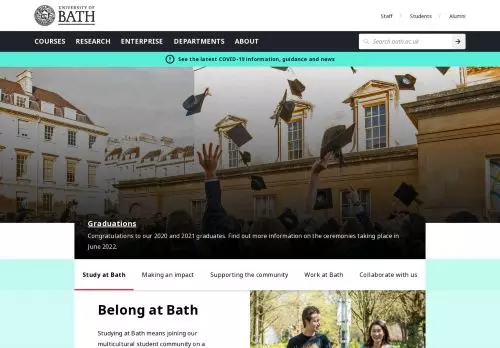 UNIVERSITY OF
BATH
Staff
Students
Alumni
COURSES
RESEARCH
ENTERPRISE
DEPARTMENTS
ABOUT
Search bath.ac.uk
See the latest COVID-19 information, guidance and news
Graduations
Congratulations to our 2020 and 2021 graduates. Find out more information on the ceremonies taking place in
June 2022.
Study at Bath
Making an impact
Supporting the community
Work at Bath
Collaborate with us
Belong at Bath
Studying at Bath means joining our
multicultural student community on a